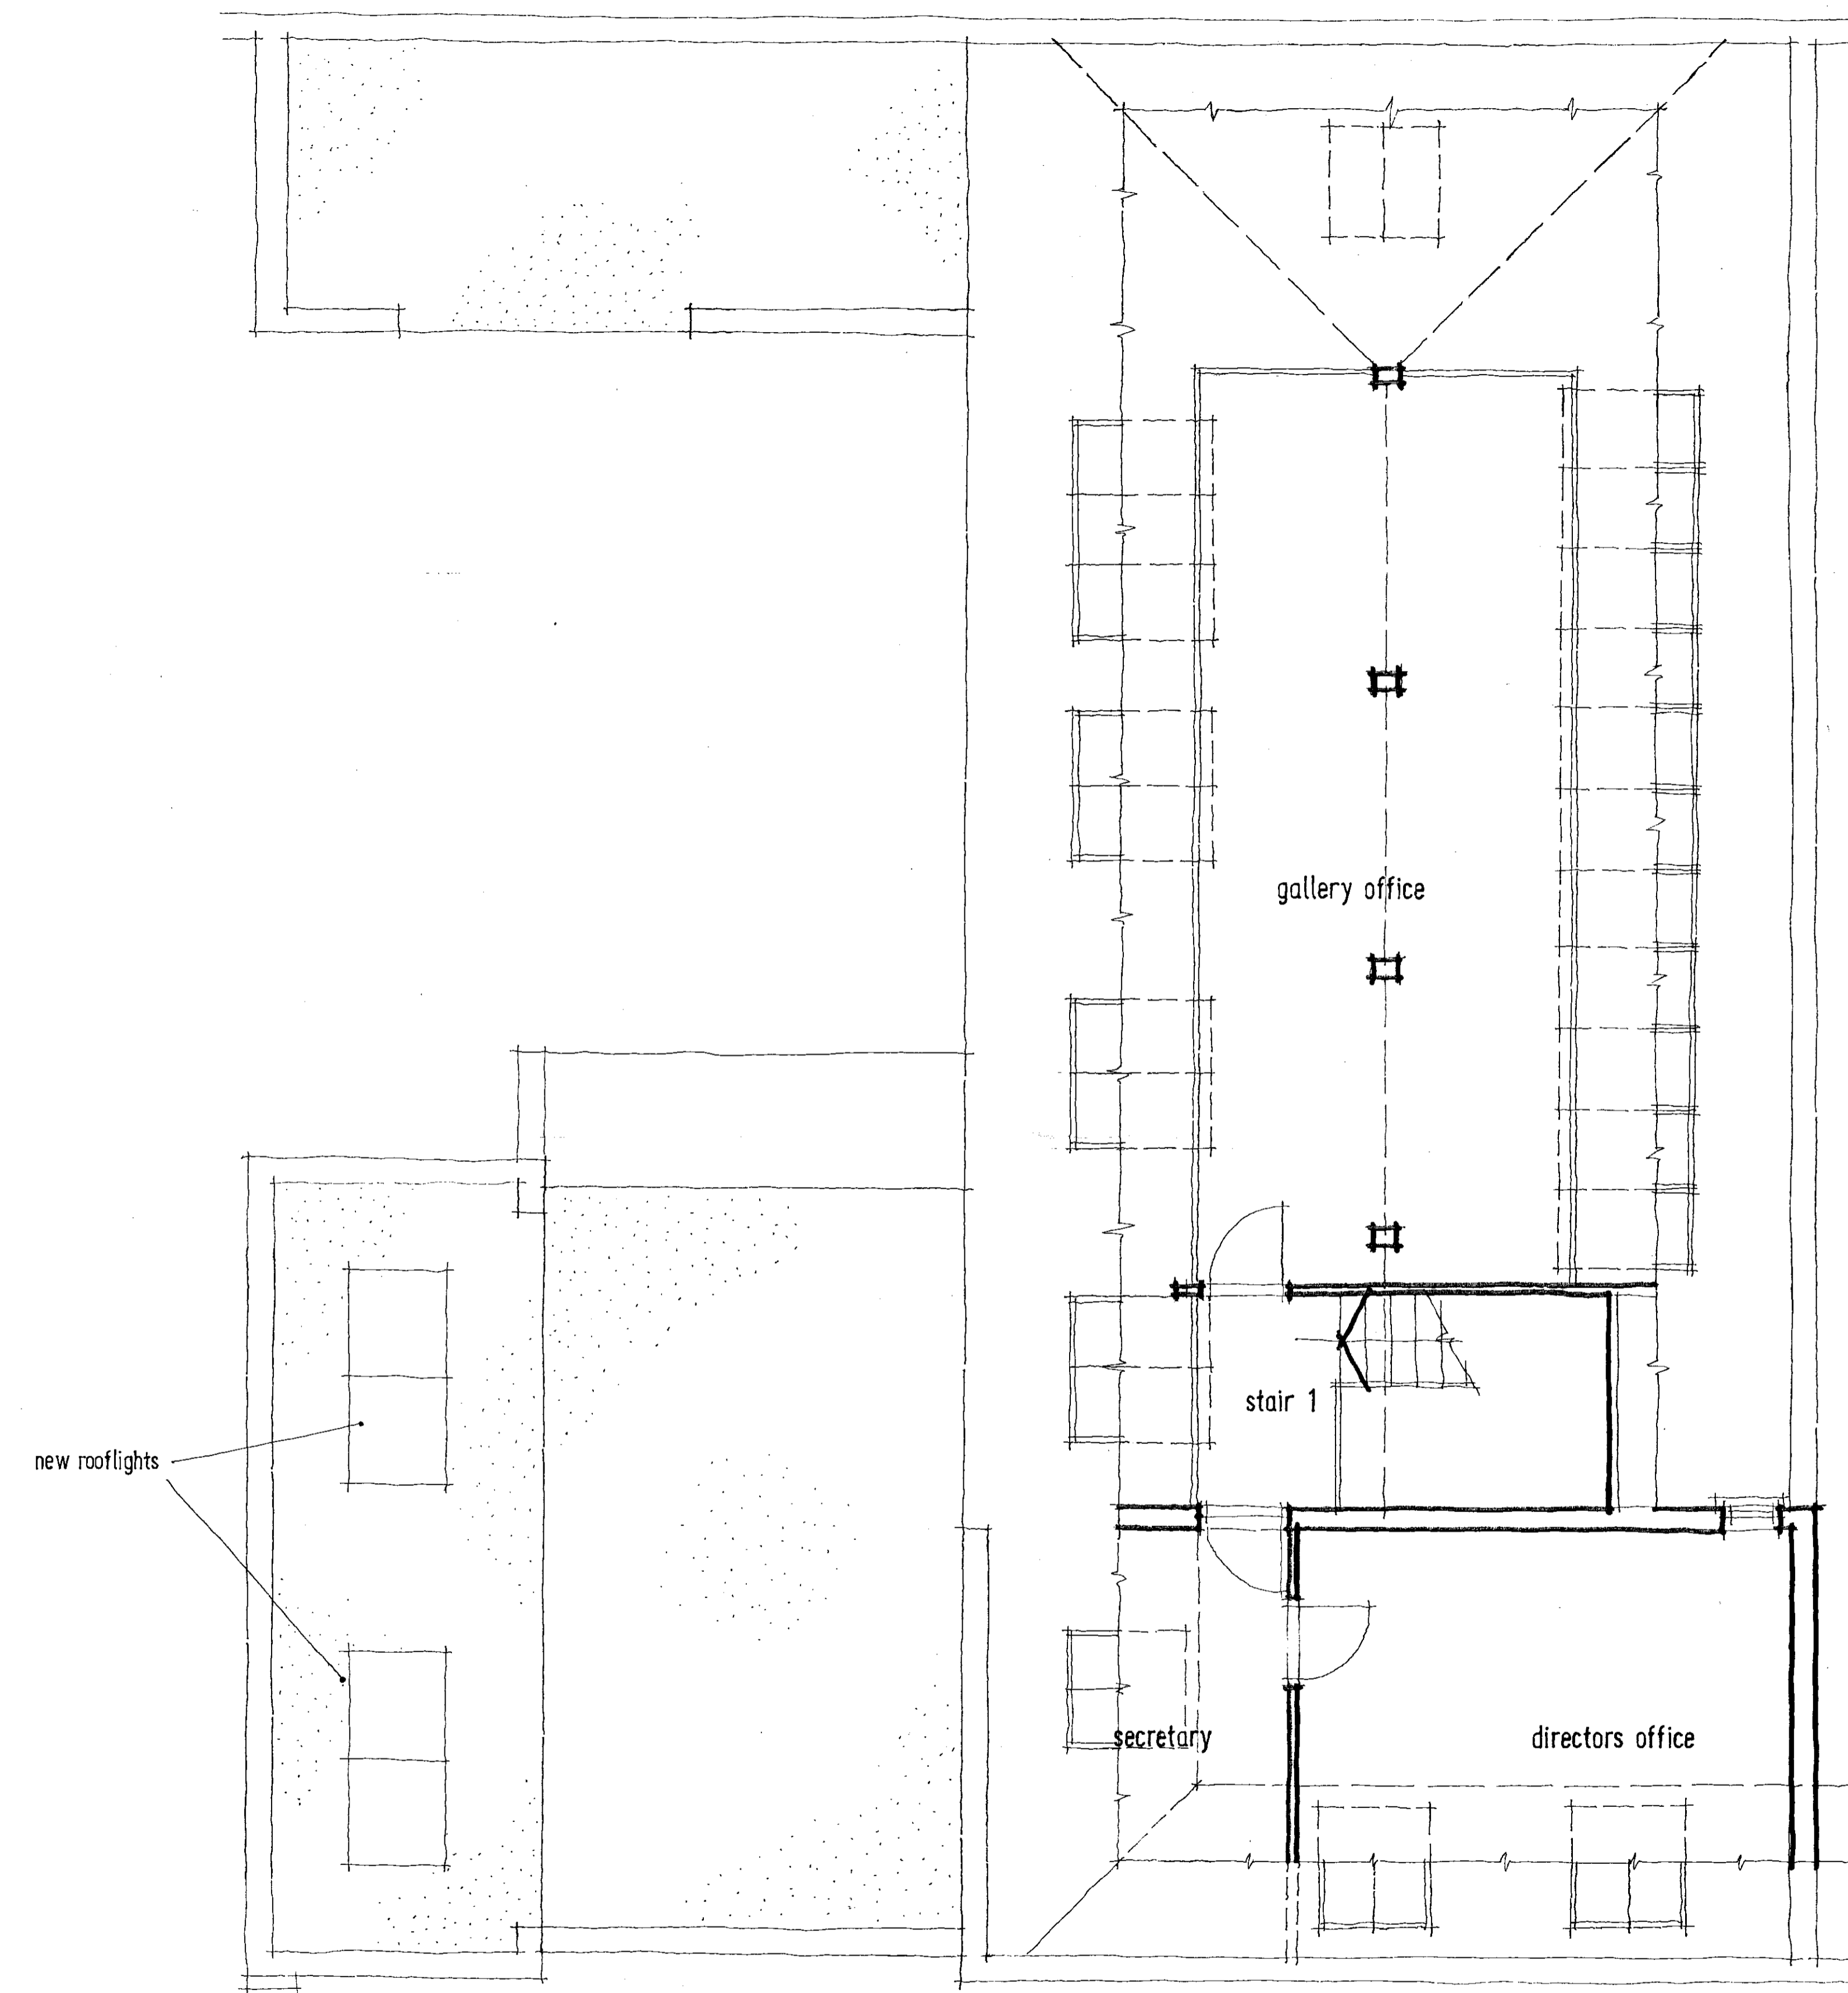 gallery office
stair 1
new rooflights
secretary
directors office